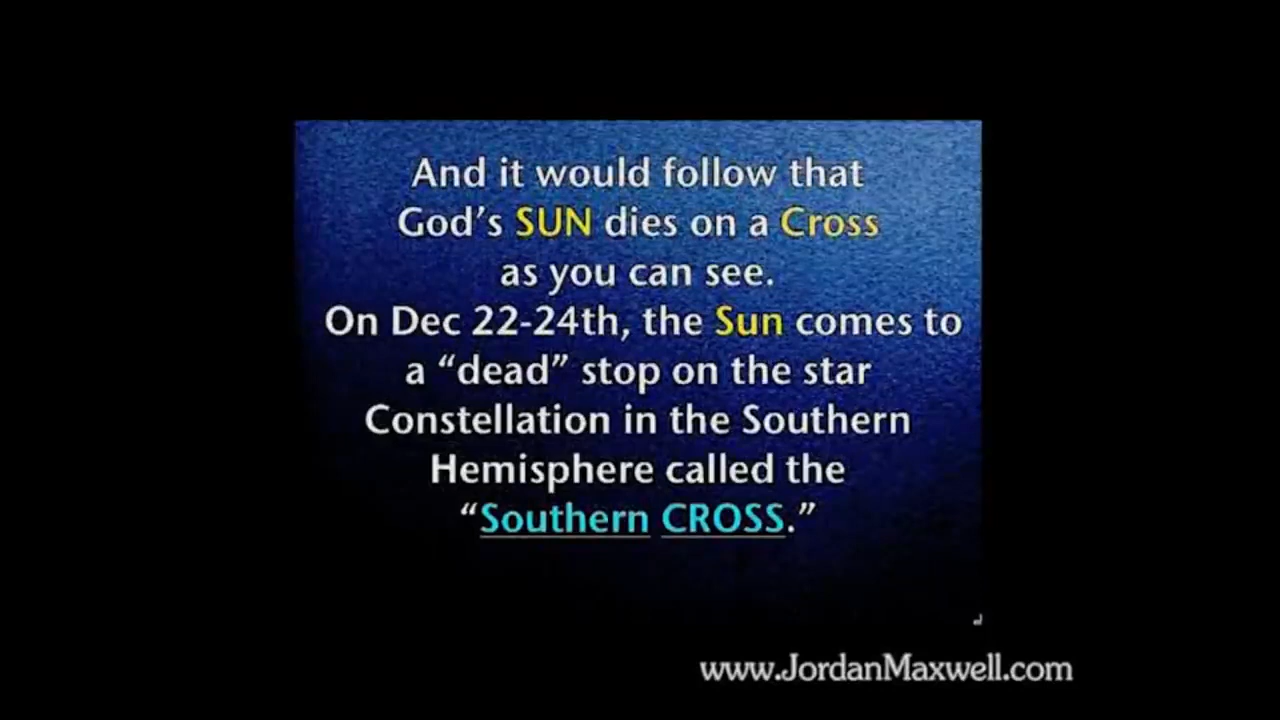 And it would follow that
God's SUN dies on a Cross
as you can see.
On Dec 22-24th, the Sun comes to
a “dead” stop on the star
Constellation in the Southern
Hemisphere called the
“Southern CROSS.”
www.JordanMaxwell.com